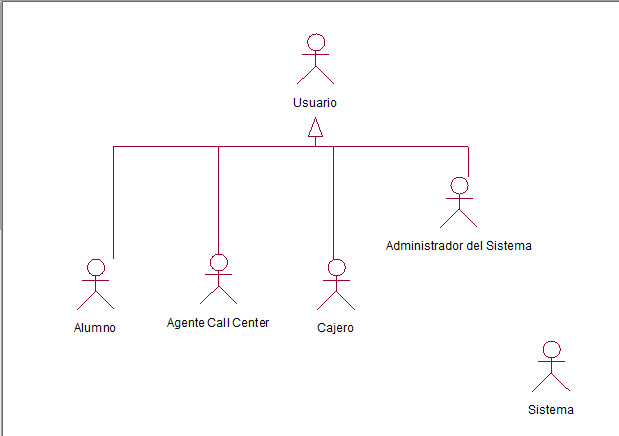 Usuario
Administrador del Sistema
Alumno
Agente Call Center
Cajero
Sistema